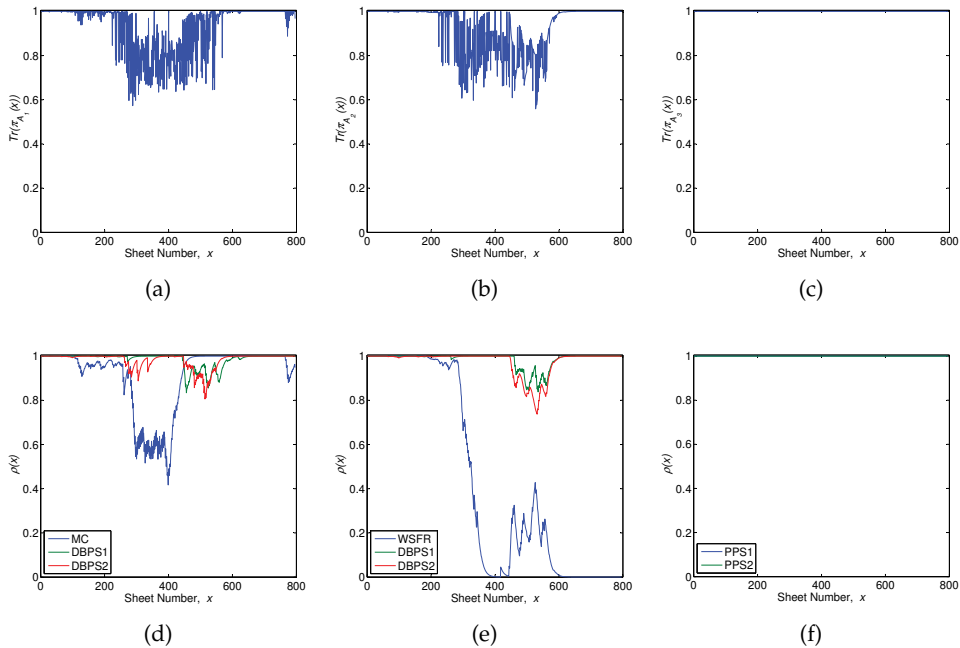 1
0.8
0.6
0.4
0.2
0
Tr(π_{A_1}(x))
0 200 400 600 800
Sheet Number, x
(a)
1
0.8
0.6
0.4
0.2
0
Tr(π_{A_2}(x))
0 200 400 600 800
Sheet Number, x
(b)
1
0.8
0.6
0.4
0.2
0
Tr(π_{A_3}(x))
0 200 400 600 800
Sheet Number, x
(c)
1
0.8
0.6
0.4
0.2
0
ρ(x)
MC
DBPS1
DBPS2
0 200 400 600 800
Sheet Number, x
(d)
1
0.8
0.6
0.4
0.2
0
ρ(x)
WSFR
DBPS1
DBPS2
0 200 400 600 800
Sheet Number, x
(e)
1
0.8
0.6
0.4
0.2
0
ρ(x)
PPS1
PPS2
0 200 400 600 800
Sheet Number, x
(f)